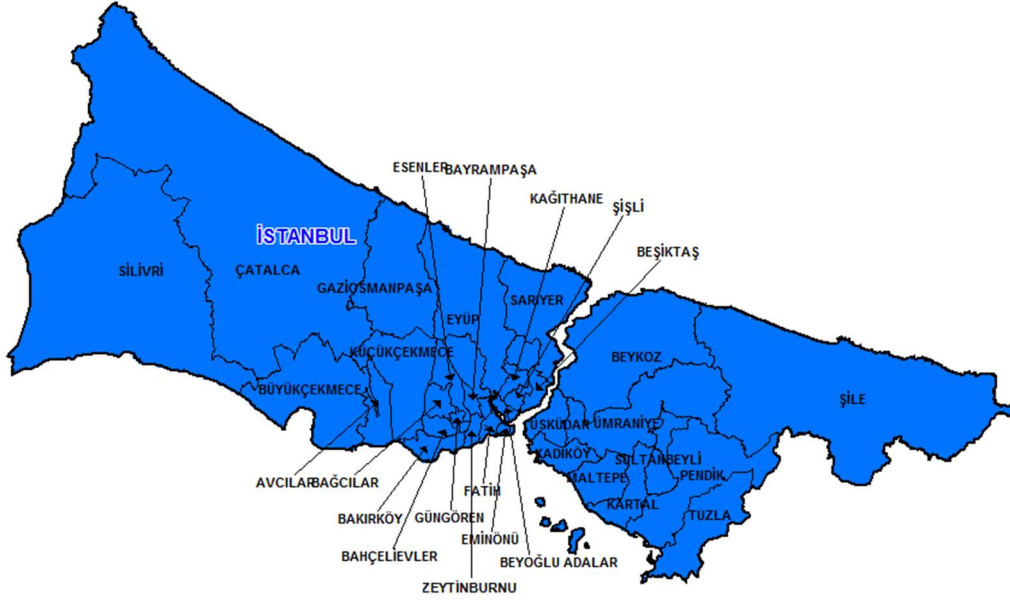 ESENLER
BAYRAMPAŞA
KAĞITHANE
ŞİŞLİ
BEŞİKTAŞ
İSTANBUL
SİLİVRİ
ÇATALCA
GAZİOSMANPAŞA
SARIYER
EYÜP
KÜÇÜKÇEKMECE
BEYKOZ
BÜYÜKÇEKMECE
ŞİLE
ÜSKÜDAR
ÜMRANİYE
KADIKÖY
SULTANBEYLİ
MALTEPE
PENDİK
AVCILAR
BAĞCILAR
FATİH
KARTAL
BAKIRKÖY
GÜNGÖREN
TUZLA
EMİNÖNÜ
BAHÇELİEVLER
BEYOĞLU
ADALAR
ZEYTİNBURNU